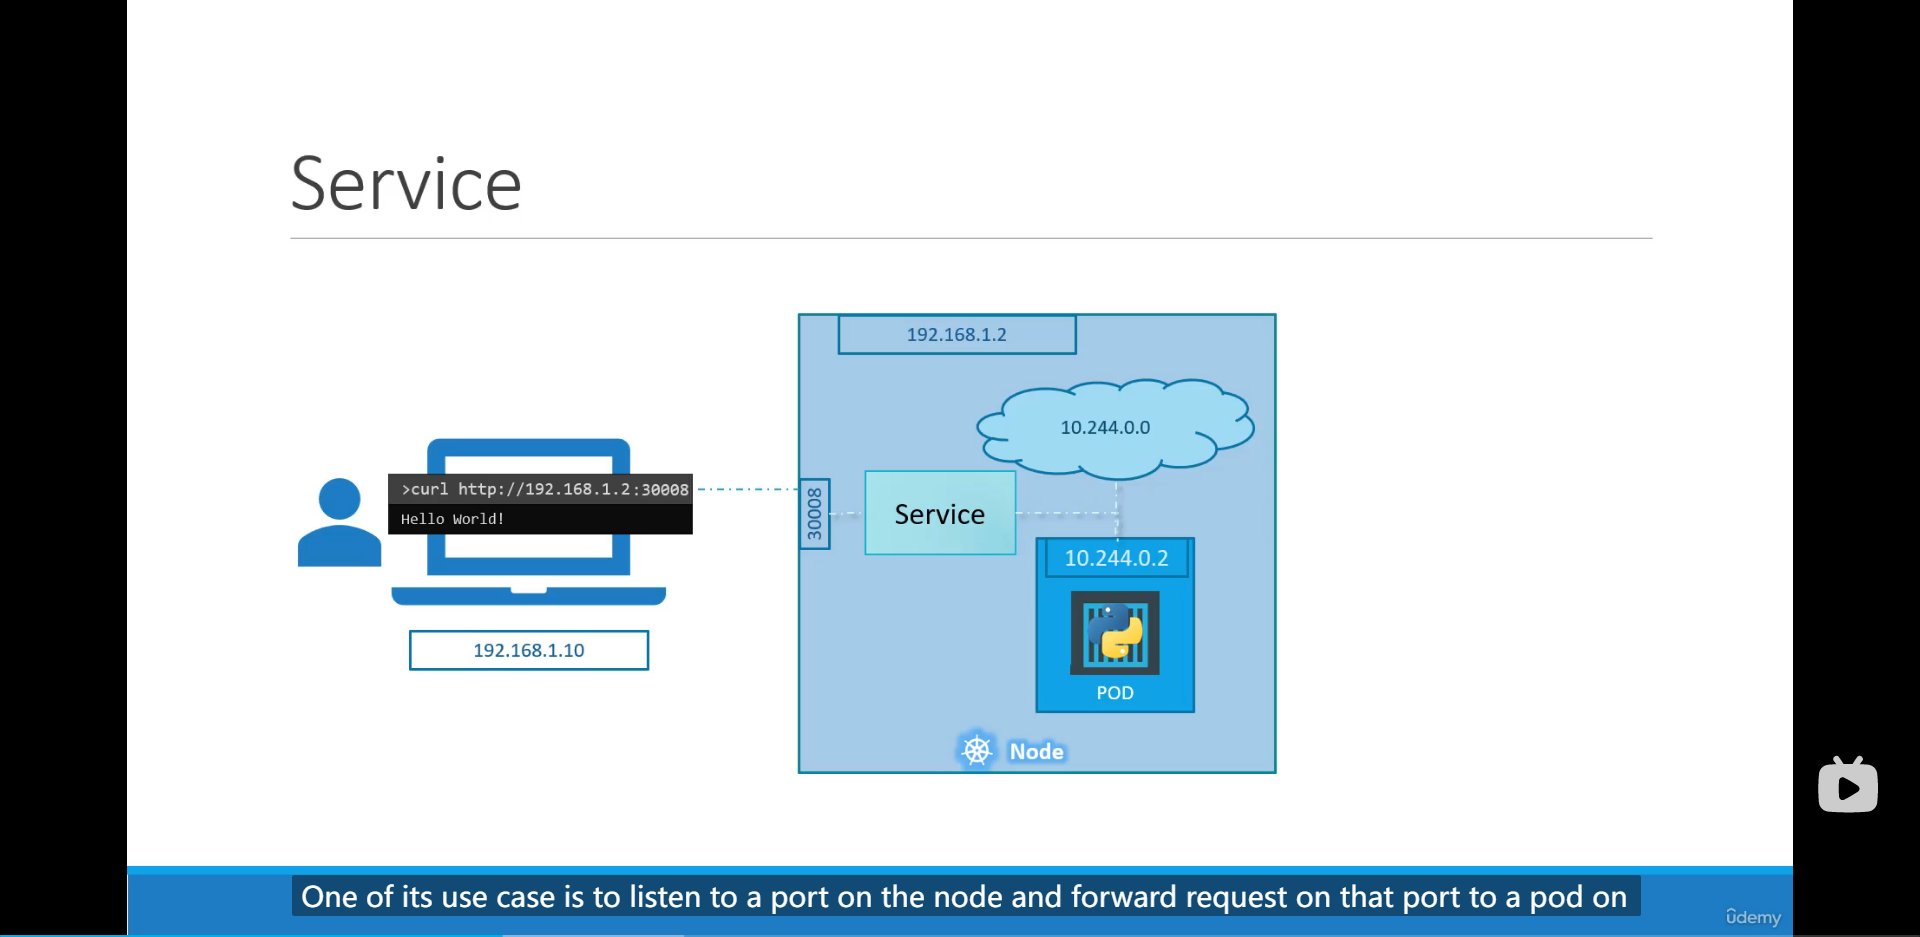 Service
192.168.1.2
10.244.0.0
>curl http://192.168.1.2:30008
Hello World!
30008
Service
10.244.0.2
POD
192.168.1.10
Node
One of its use case is to listen to a port on the node and forward request on that port to a pod on
ûdemy